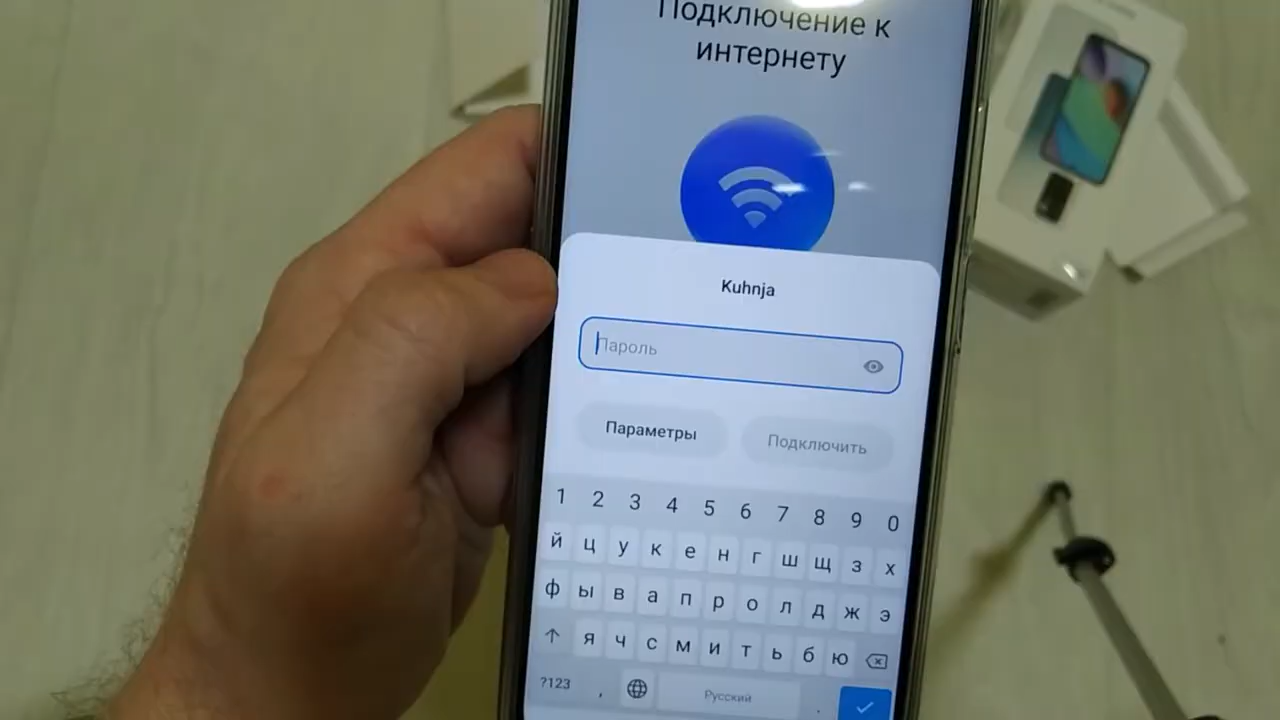 Подключение к
интернету
Kuhnja
Пароль
Параметры
Подключить
1 2 3 4 5 6 7 8 9 0
й ц у к е н г ш щ з х
ф ы в а п р о л д ж э
я ч с м и т ь б ю
?123 , Русский .